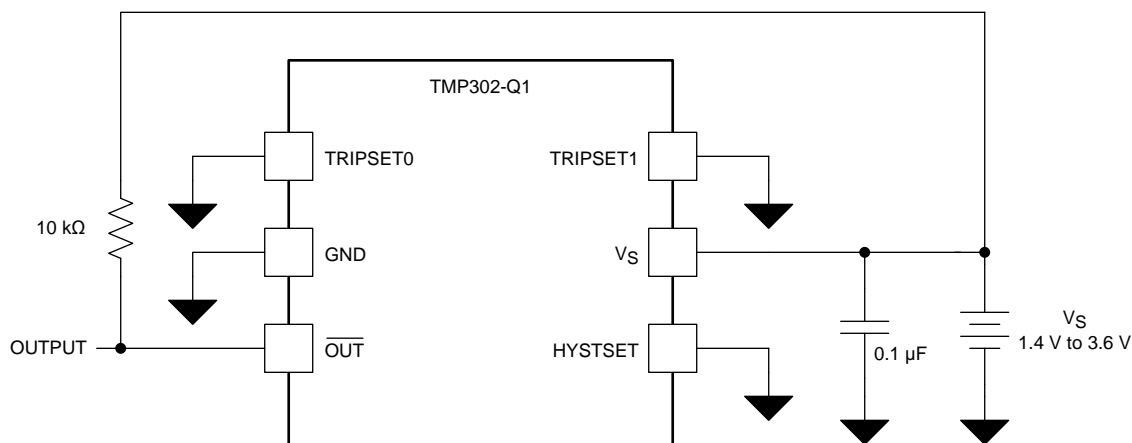 TMP302-Q1
TRIPSET0
TRIPSET1
10 kΩ
GND
VS
OUTPUT
OUT
HYSTSET
0.1 µF
VS
1.4 V to 3.6 V